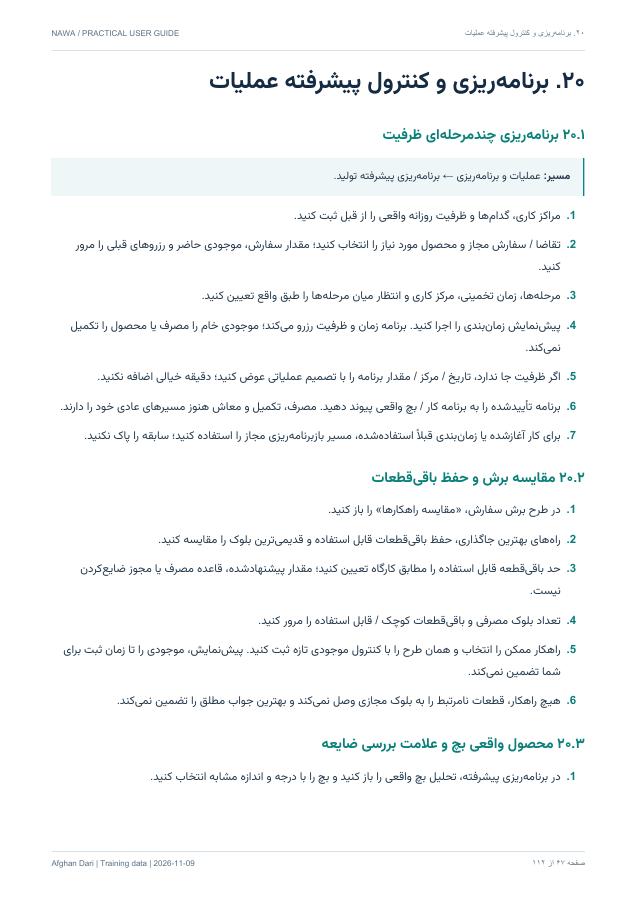 NAWA / PRACTICAL USER GUIDE
۲۰. برنامه‌ریزی و کنترول پیشرفته عملیات
۲۰. برنامه‌ریزی و کنترول پیشرفته عملیات
۲۰.۱ برنامه‌ریزی چندمرحله‌ای ظرفیت
مسیر: عملیات و برنامه‌ریزی ← برنامه‌ریزی پیشرفته تولید.
1. مراکز کاری، گدام‌ها و ظرفیت روزانه واقعی را از قبل ثبت کنید.
2. تقاضا / سفارش مجاز و محصول مورد نیاز را انتخاب کنید؛ مقدار سفارش، موجودی حاضر و رزروهای قبلی را مرور
کنید.
3. مرحله‌ها، زمان تخمینی، مرکز کاری و انتظار میان مرحله‌ها را طبق واقع تعیین کنید.
4. پیش‌نمایش زمان‌بندی را اجرا کنید. برنامه زمان و ظرفیت رزرو می‌کند؛ موجودی خام را مصرف یا محصول را تکمیل
نمی‌کند.
5. اگر ظرفیت جا ندارد، تاریخ / مرکز / مقدار برنامه را با تصمیم عملیاتی عوض کنید؛ دقیقه خیالی اضافه نکنید.
6. برنامه تأییدشده را به برنامه کار / بچ واقعی پیوند دهید. مصرف، تکمیل و معاش هنوز مسیرهای عادی خود را دارند.
7. برای کار آغازشده یا زمان‌بندی قبلاً استفاده‌شده، مسیر بازبرنامه‌ریزی مجاز را استفاده کنید؛ سابقه را پاک نکنید.
۲۰.۲ مقایسه برش و حفظ باقی‌قطعات
1. در طرح برش سفارش، «مقایسه راهکارها» را باز کنید.
2. راه‌های بهترین جاگذاری، حفظ باقی‌قطعات قابل استفاده و قدیمی‌ترین بلوک را مقایسه کنید.
3. حد باقی‌قطعه قابل استفاده را مطابق کارگاه تعیین کنید؛ مقدار پیشنهادشده، قاعده مصرف یا مجوز ضایع‌کردن
نیست.
4. تعداد بلوک مصرفی و باقی‌قطعات کوچک / قابل استفاده را مرور کنید.
5. راهکار ممکن را انتخاب و همان طرح را با کنترول موجودی تازه ثبت کنید. پیش‌نمایش، موجودی را تا زمان ثبت برای
شما تضمین نمی‌کند.
6. هیچ راهکار، قطعات نامرتبط را به بلوک مجازی وصل نمی‌کند و بهترین جواب مطلق را تضمین نمی‌کند.
۲۰.۳ محصول واقعی بچ و علامت بررسی ضایعه
1. در برنامه‌ریزی پیشرفته، تحلیل بچ واقعی را باز کنید و بچ را با درجه و اندازه مشابه انتخاب کنید.
Afghan Dari | Training data | 2026-11-09
صفحه ۶۷ از ۱۱۲